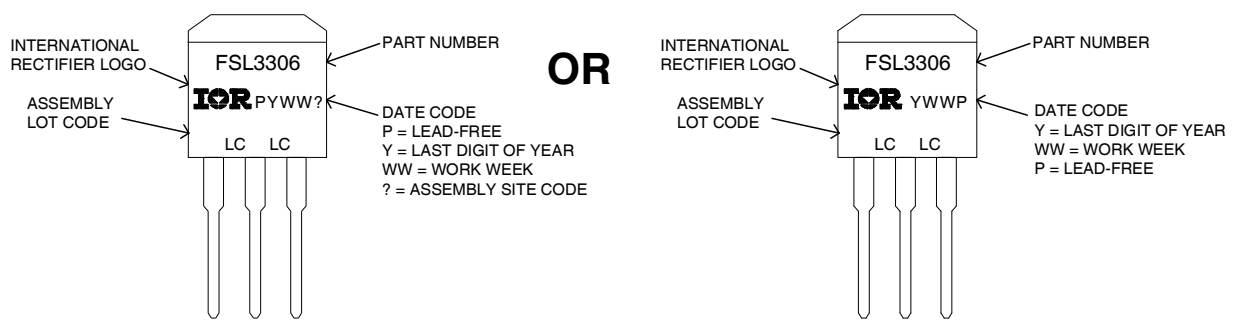 INTERNATIONAL
RECTIFIER LOGO
ASSEMBLY
LOT CODE
FSL3306
IOR PYWW?
LC LC
PART NUMBER
DATE CODE
P = LEAD-FREE
Y = LAST DIGIT OF YEAR
WW = WORK WEEK
? = ASSEMBLY SITE CODE
OR
INTERNATIONAL
RECTIFIER LOGO
ASSEMBLY
LOT CODE
FSL3306
IOR YWWP
LC LC
PART NUMBER
DATE CODE
Y = LAST DIGIT OF YEAR
WW = WORK WEEK
P = LEAD-FREE